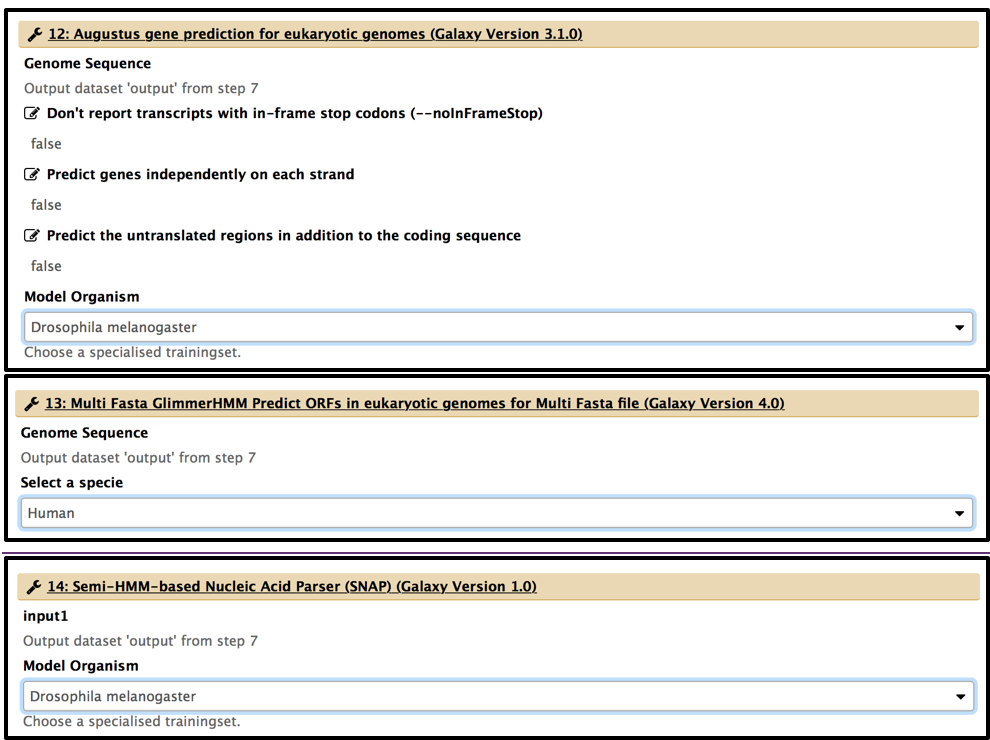 12: Augustus gene prediction for eukaryotic genomes (Galaxy Version 3.1.0)
Genome Sequence
Output dataset 'output' from step 7
Don't report transcripts with in-frame stop codons (--noInFrameStop)
false
Predict genes independently on each strand
false
Predict the untranslated regions in addition to the coding sequence
false
Model Organism
Drosophila melanogaster
Choose a specialised trainingset.
13: Multi Fasta GlimmerHMM Predict ORFs in eukaryotic genomes for Multi Fasta file (Galaxy Version 4.0)
Genome Sequence
Output dataset 'output' from step 7
Select a specie
Human
14: Semi-HMM-based Nucleic Acid Parser (SNAP) (Galaxy Version 1.0)
input1
Output dataset 'output' from step 7
Model Organism
Drosophila melanogaster
Choose a specialised trainingset.